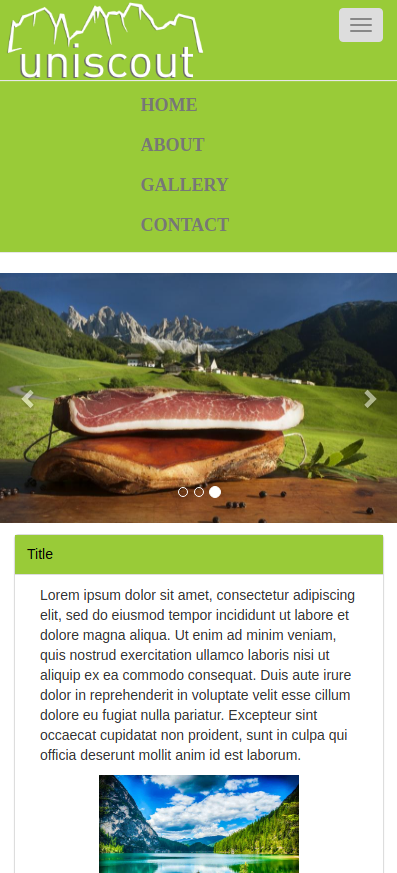 uniscout
HOME
ABOUT
GALLERY
CONTACT
Title
Lorem ipsum dolor sit amet, consectetur adipiscing
elit, sed do eiusmod tempor incididunt ut labore et
dolore magna aliqua. Ut enim ad minim veniam,
quis nostrud exercitation ullamco laboris nisi ut
aliquip ex ea commodo consequat. Duis aute irure
dolor in reprehenderit in voluptate velit esse cillum
dolore eu fugiat nulla pariatur. Excepteur sint
occaecat cupidatat non proident, sunt in culpa qui
officia deserunt mollit anim id est laborum.